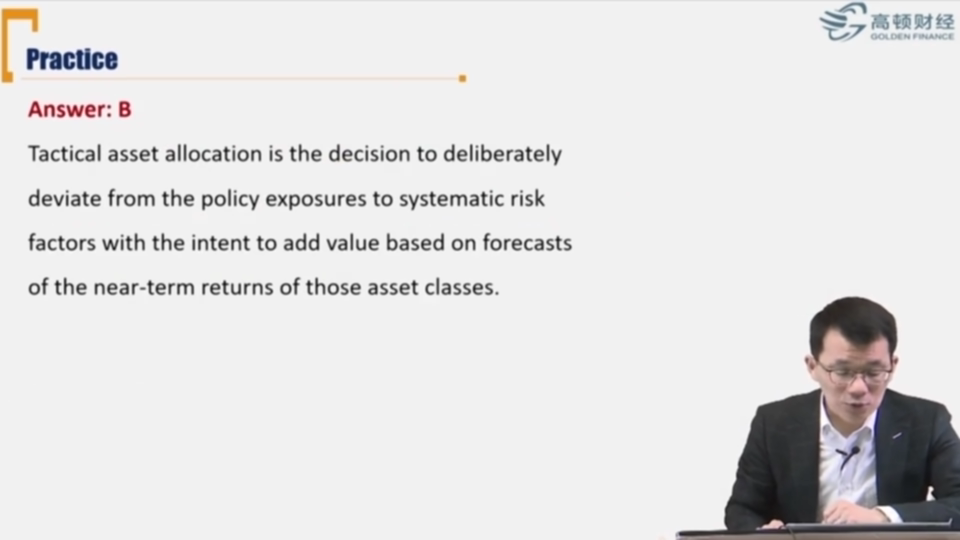 高顿财经
GOLDEN FINANCE
Practice
Answer: B
Tactical asset allocation is the decision to deliberately
deviate from the policy exposures to systematic risk
factors with the intent to add value based on forecasts
of the near-term returns of those asset classes.